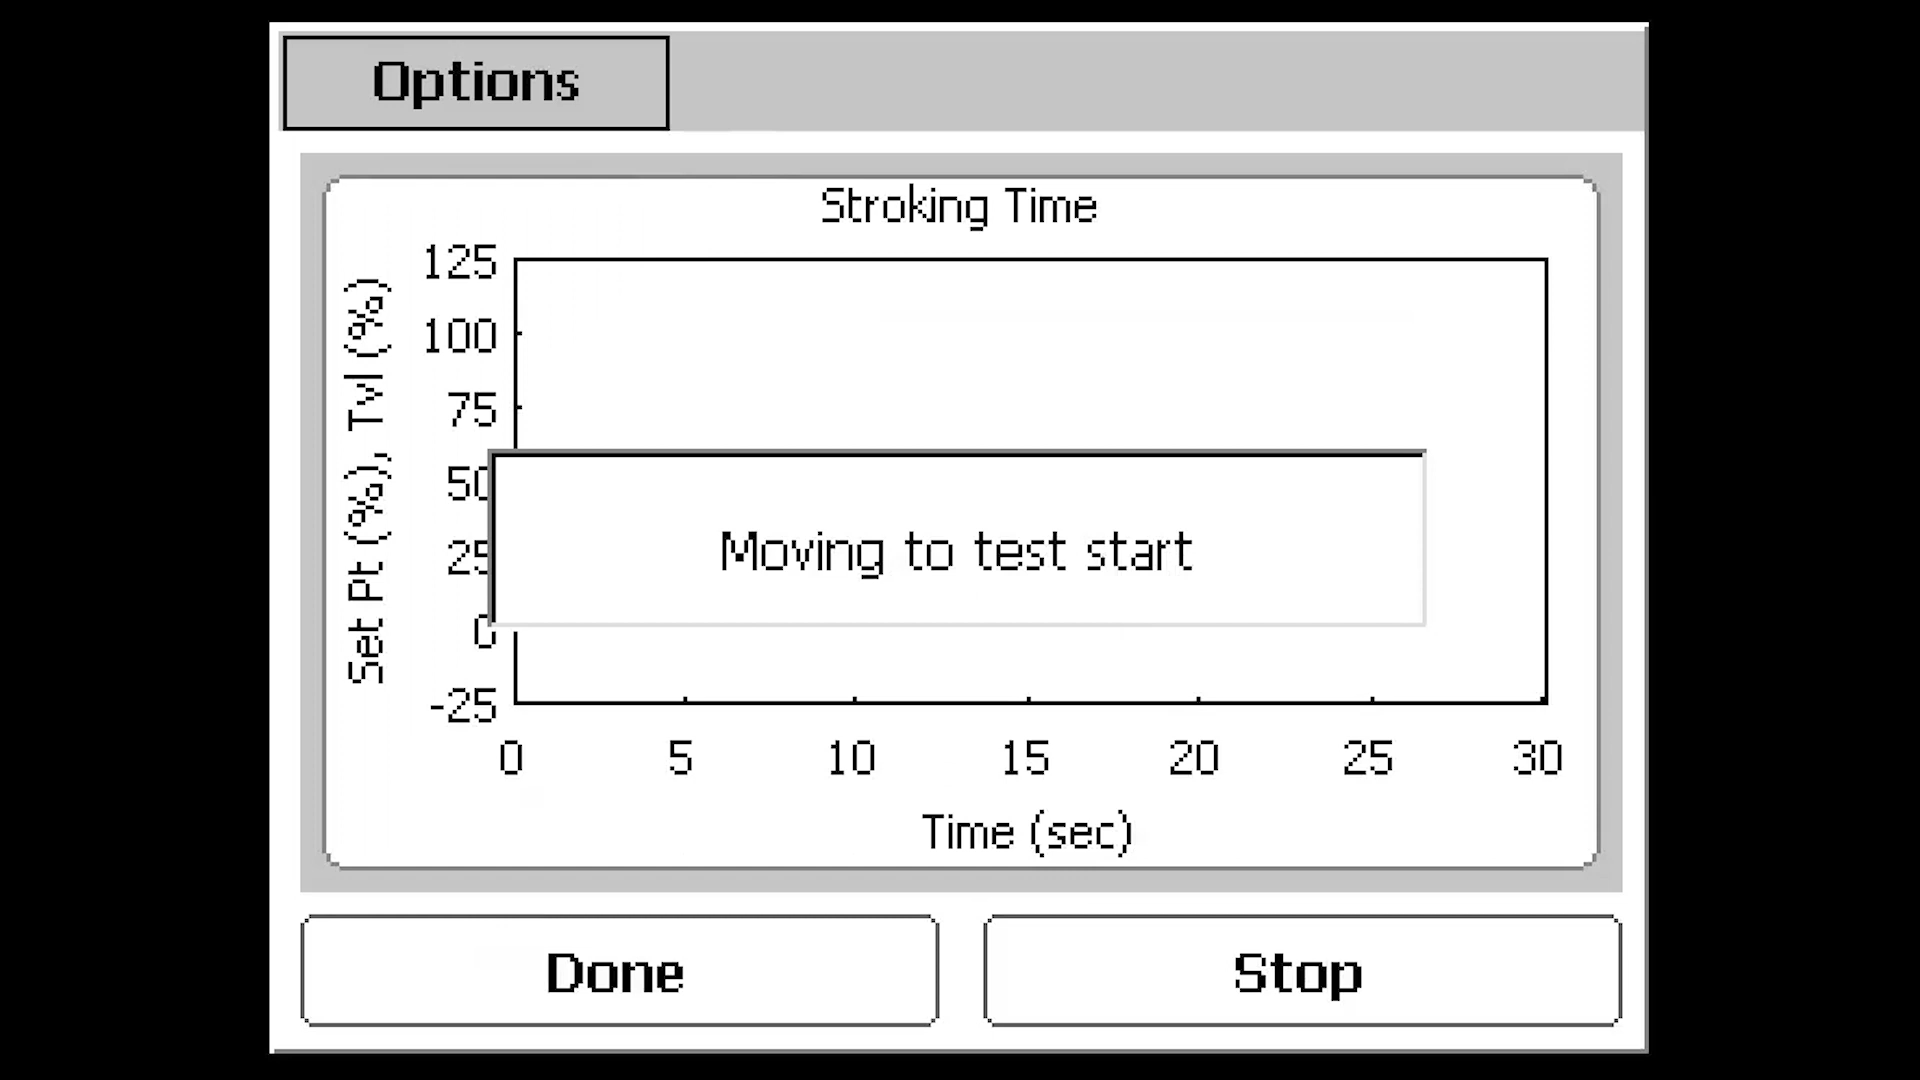 Options
Stroking Time
Set Pt (%), Tvl (%)
125
100
75
50
25
0
-25
Moving to test start
0 5 10 15 20 25 30
Time (sec)
Done Stop